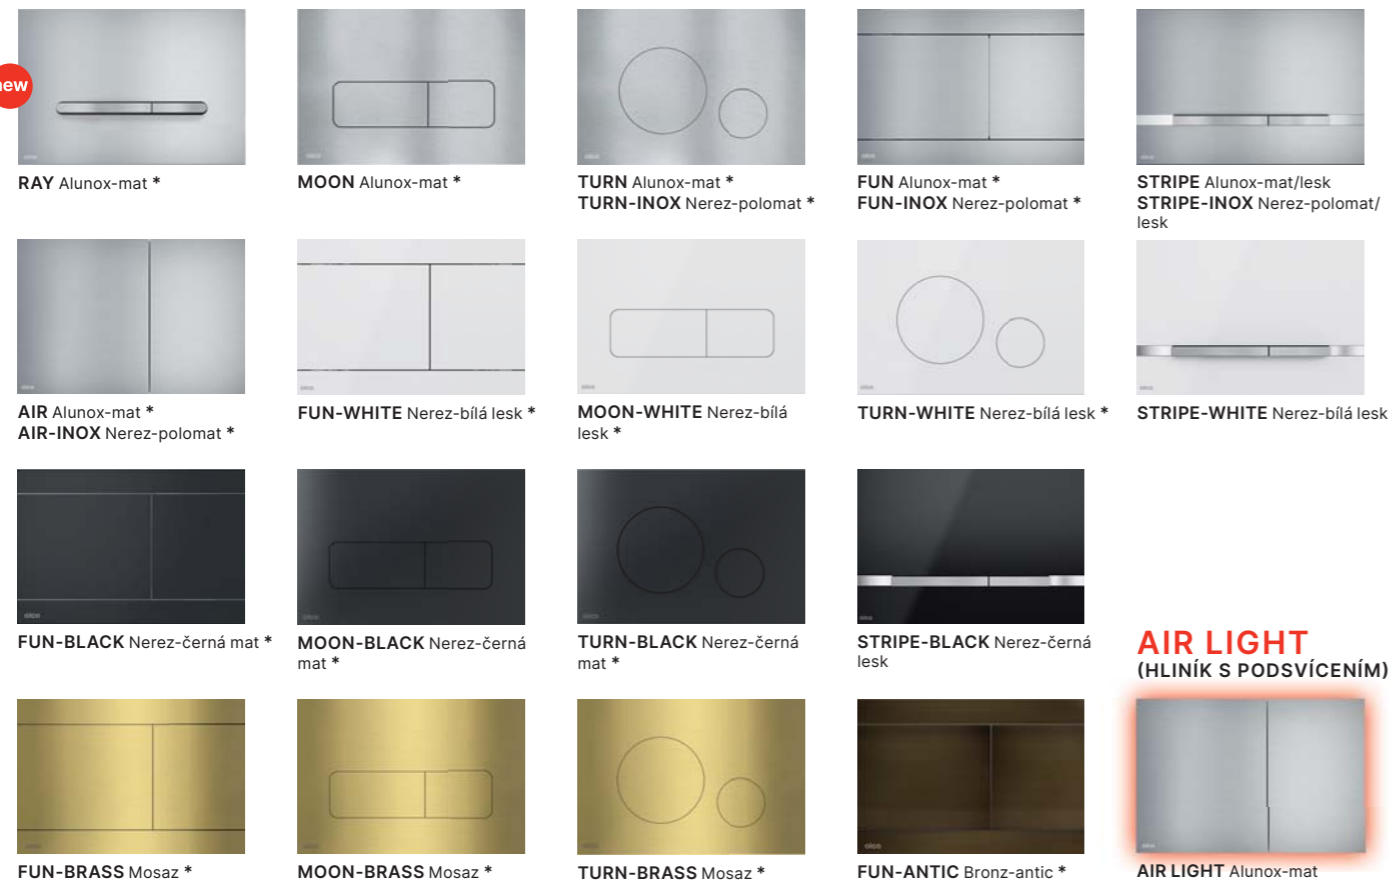 new
RAY Alunox-mat *
MOON Alunox-mat *
TURN Alunox-mat *
TURN-INOX Nerez-polomat *
FUN Alunox-mat *
FUN-INOX Nerez-polomat *
STRIPE Alunox-mat/lesk
STRIPE-INOX Nerez-polomat/
lesk
AIR Alunox-mat *
AIR-INOX Nerez-polomat *
FUN-WHITE Nerez-bílá lesk *
MOON-WHITE Nerez-bílá
lesk *
TURN-WHITE Nerez-bílá lesk *
STRIPE-WHITE Nerez-bílá lesk
FUN-BLACK Nerez-černá mat *
MOON-BLACK Nerez-černá
mat *
TURN-BLACK Nerez-černá
mat *
STRIPE-BLACK Nerez-černá
lesk
AIR LIGHT
(HLINÍK S PODSVÍCENÍM)
FUN-BRASS Mosaz *
MOON-BRASS Mosaz *
TURN-BRASS Mosaz *
FUN-ANTIC Bronz-antic *
AIR LIGHT Alunox-mat